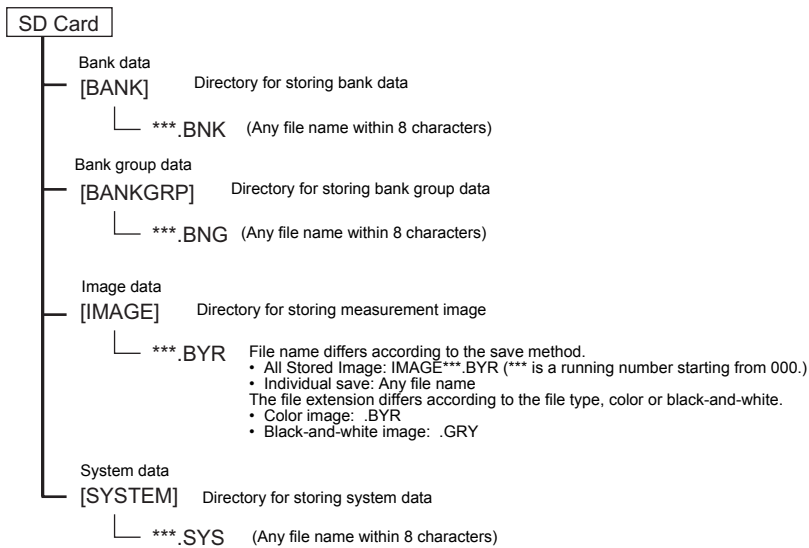 SD Card
Bank data
[BANK] Directory for storing bank data
***.BNK (Any file name within 8 characters)
Bank group data
[BANKGRP] Directory for storing bank group data
***.BNG (Any file name within 8 characters)
Image data
[IMAGE] Directory for storing measurement image
***.BYR File name differs according to the save method.
• All Stored Image: IMAGE***.BYR (*** is a running number starting from 000.)
• Individual save: Any file name
The file extension differs according to the file type, color or black-and-white.
• Color image: .BYR
• Black-and-white image: .GRY
System data
[SYSTEM] Directory for storing system data
***.SYS (Any file name within 8 characters)